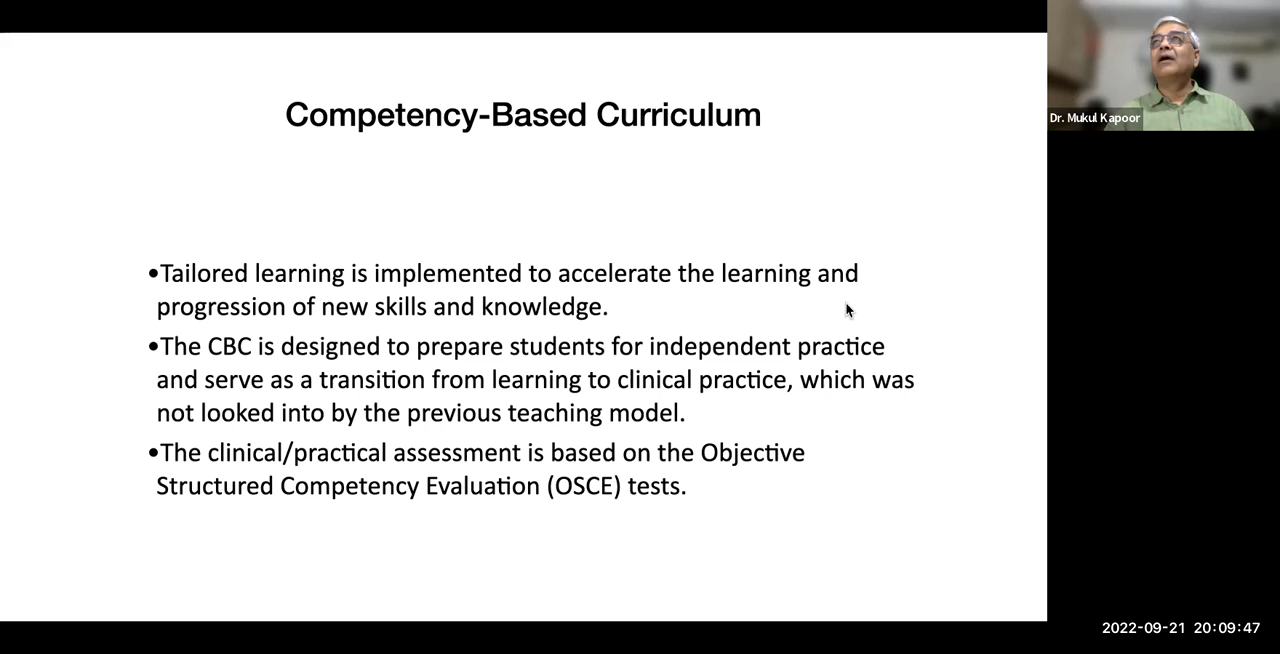 Competency-Based Curriculum
•Tailored learning is implemented to accelerate the learning and
progression of new skills and knowledge.
•The CBC is designed to prepare students for independent practice
and serve as a transition from learning to clinical practice, which was
not looked into by the previous teaching model.
•The clinical/practical assessment is based on the Objective
Structured Competency Evaluation (OSCE) tests.
Dr. Mukul Kapoor
2022-09-21 20:09:47